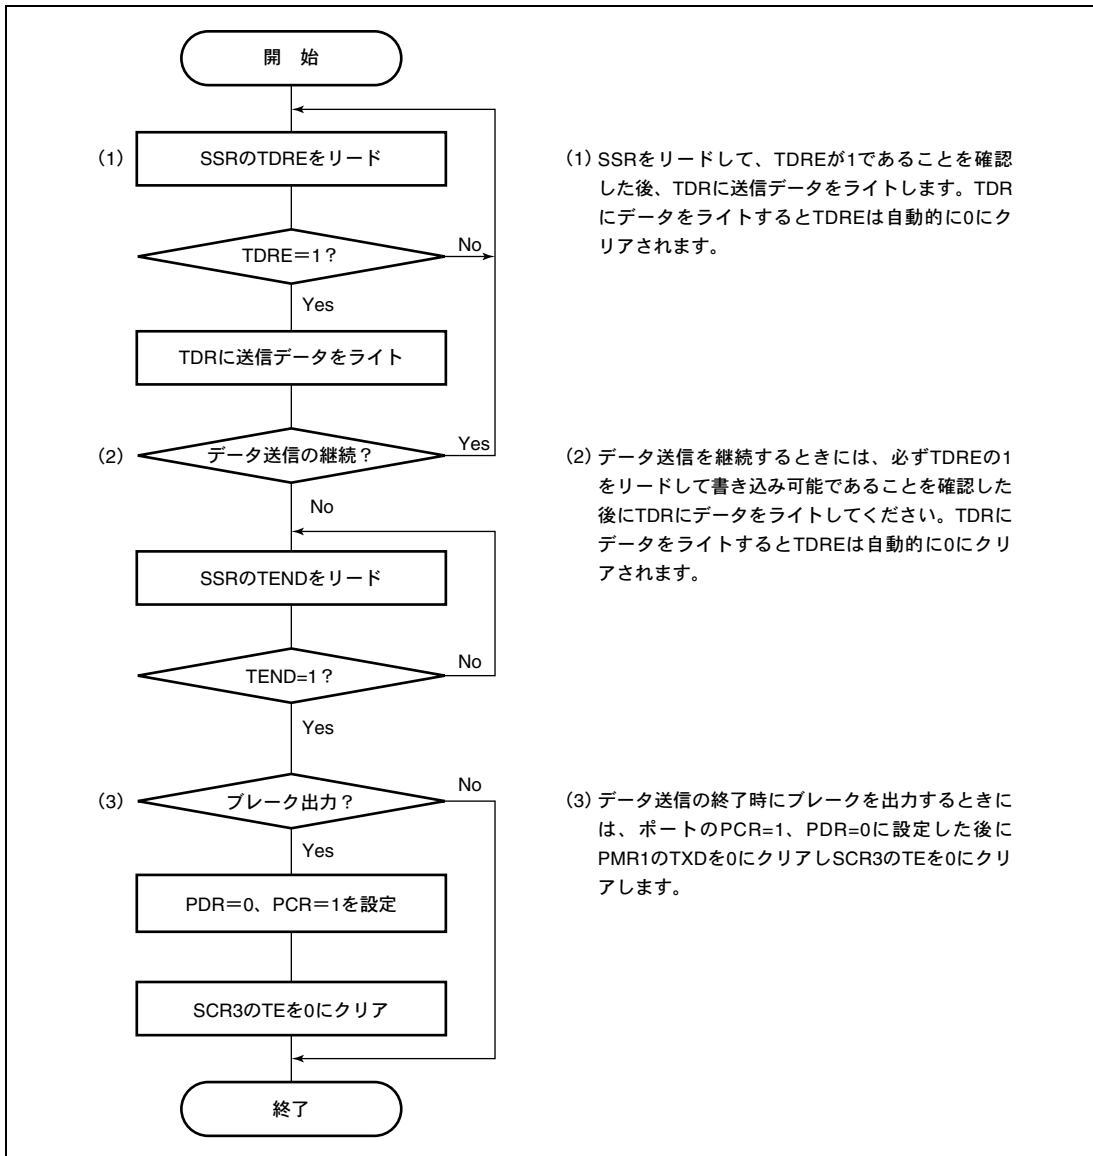 開 始
(1)
SSRのTDREをリード
TDRE＝1？
No
Yes
TDRに送信データをライト
(2)
データ送信の継続？
Yes
No
SSRのTENDをリード
TEND=1？
No
Yes
(3)
ブレーク出力？
No
Yes
PDR＝0、PCR＝1を設定
SCR3のTEを0にクリア
終了
(1) SSRをリードして、TDREが1であることを確認
した後、TDRに送信データをライトします。TDR
にデータをライトするとTDREは自動的に0にク
リアされます。
(2) データ送信を継続するときには、必ずTDREの1
をリードして書き込み可能であることを確認した
後にTDRにデータをライトしてください。TDRに
データをライトするとTDREは自動的に0にクリ
アされます。
(3) データ送信の終了時にブレークを出力するときに
は、ポートのPCR=1、PDR=0に設定した後に
PMR1のTXDを0にクリアしSCR3のTEを0にクリ
アします。